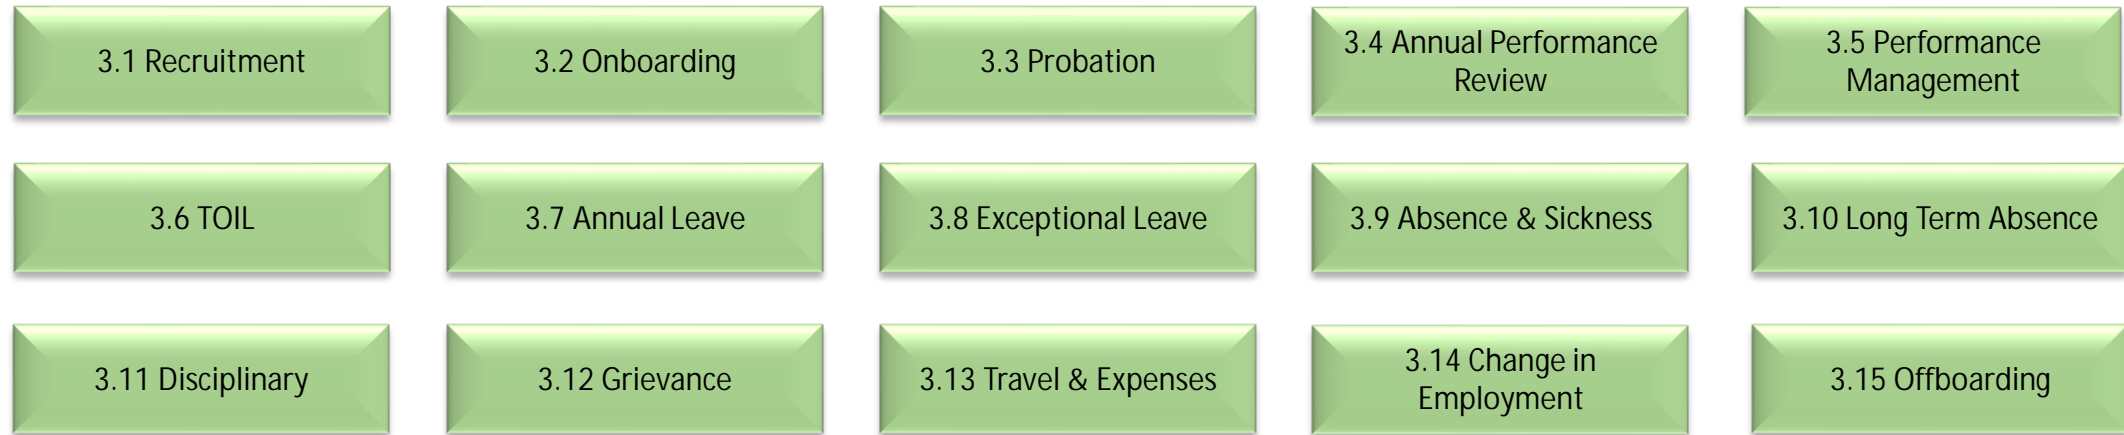 3.1 Recruitment
3.2 Onboarding
3.3 Probation
3.4 Annual Performance
Review
3.5 Performance
Management
3.6 TOIL
3.7 Annual Leave
3.8 Exceptional Leave
3.9 Absence & Sickness
3.10 Long Term Absence
3.11 Disciplinary
3.12 Grievance
3.13 Travel & Expenses
3.14 Change in
Employment
3.15 Offboarding